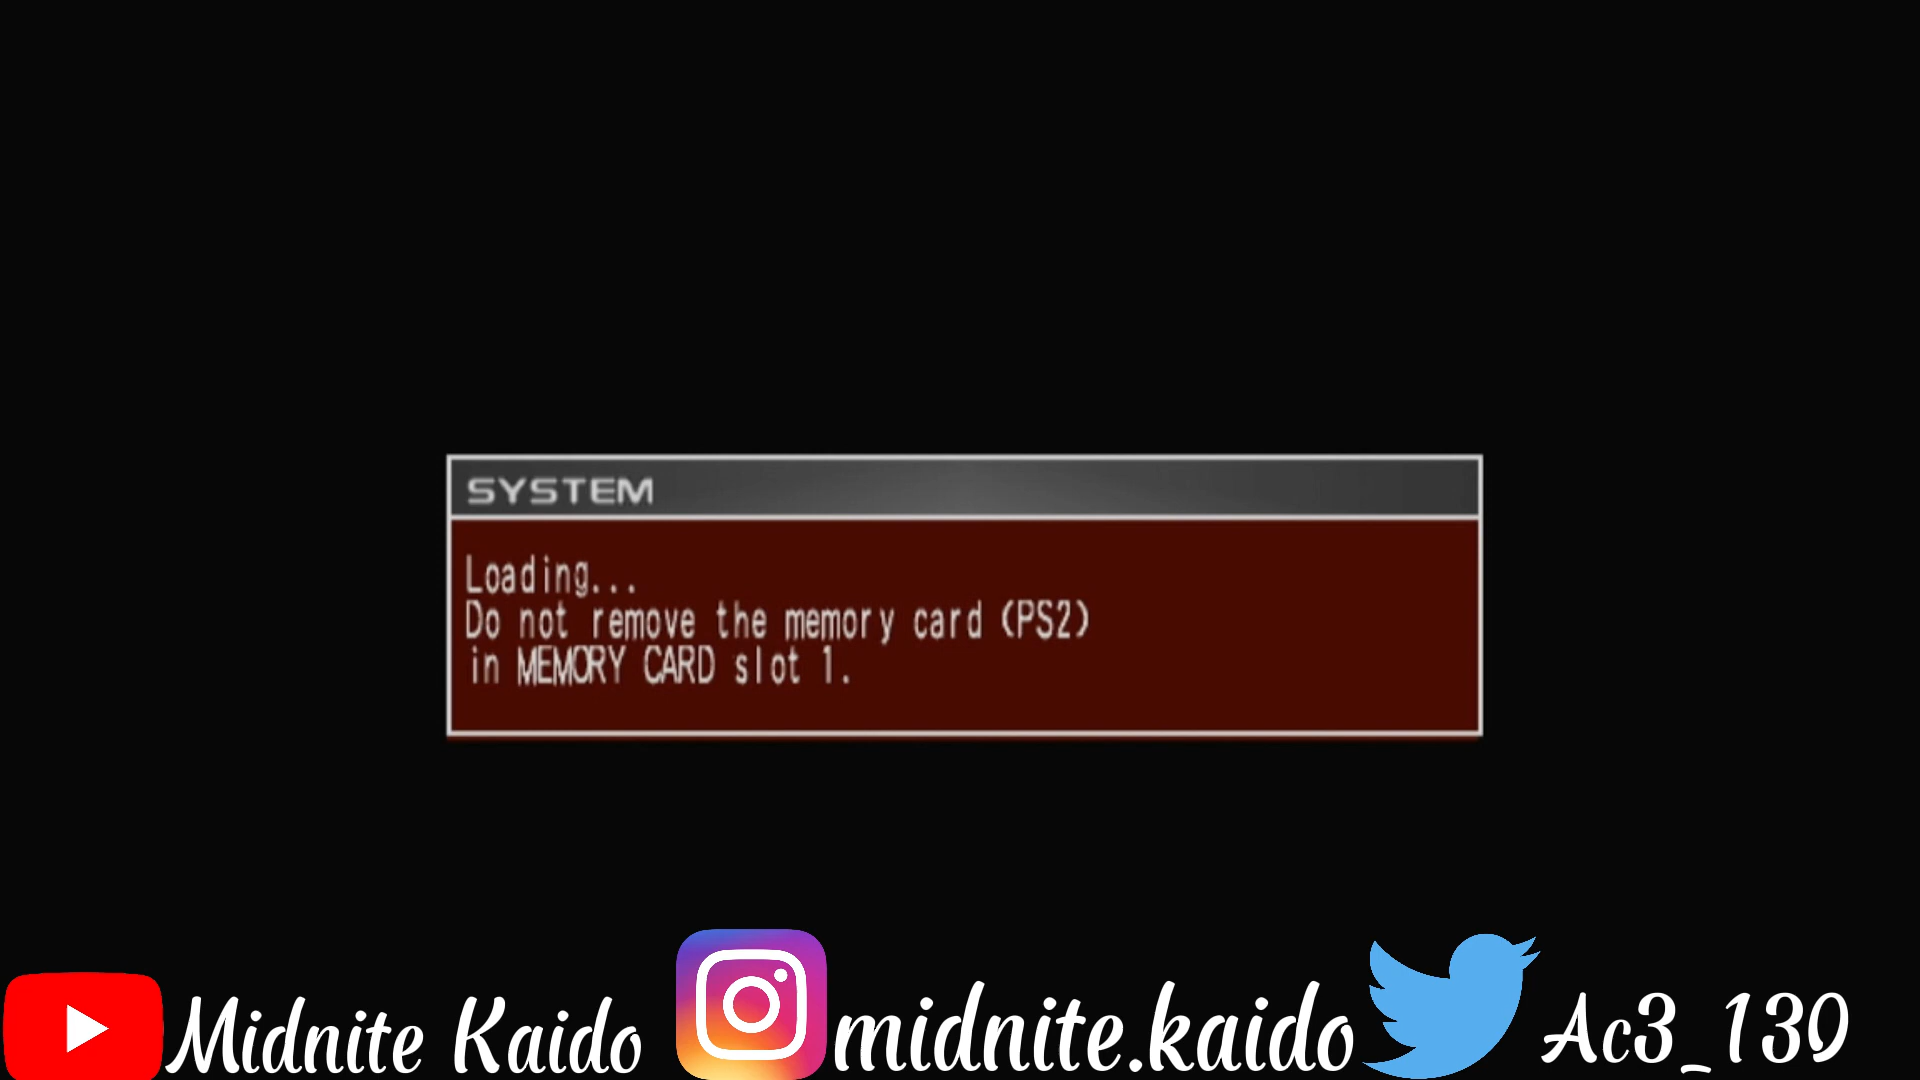 SYSTEM
Loading...
Do not remove the memory card (PS2)
in MEMORY CARD slot 1.
Midnite Kaido
midnite.kaido
Ac3_130